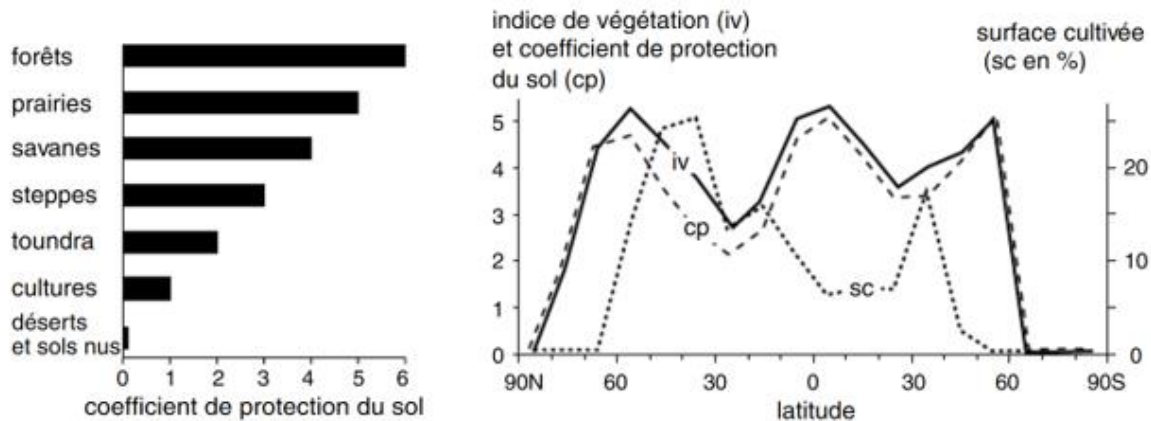 forêts
prairies
savanes
steppes
toundra
cultures
déserts
et sols nus
0 1 2 3 4 5 6
coefficient de protection du sol
indice de végétation (iv)
et coefficient de protection
du sol (cp)
surface cultivée
(sc en %)
5
4
3
2
1
0
20
10
0
iv
cp
sc
90N 60 30 0 30 60 90S
latitude